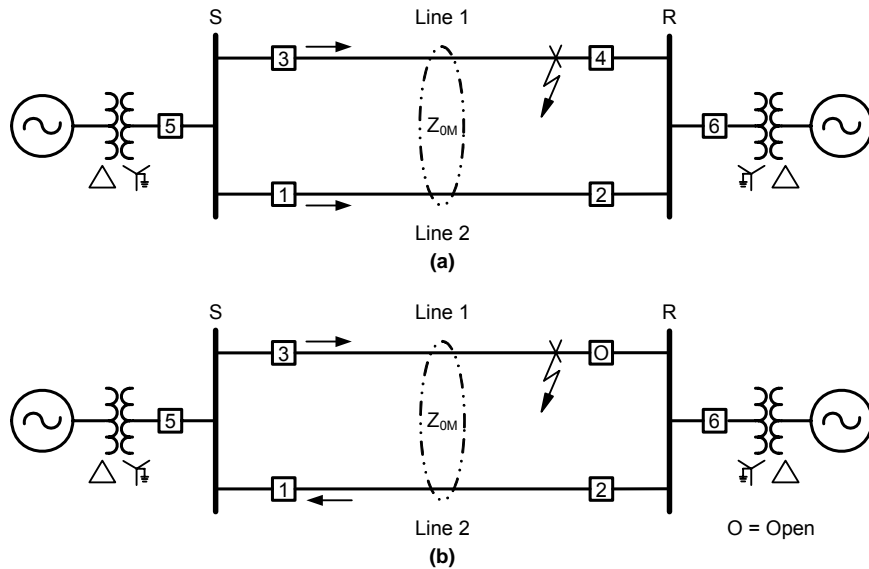 S Line 1 R
3 4
5 Z0M 6
1 2
Line 2
(a)
S Line 1 R
3 O
5 Z0M 6
1 2
Line 2 O = Open
(b)